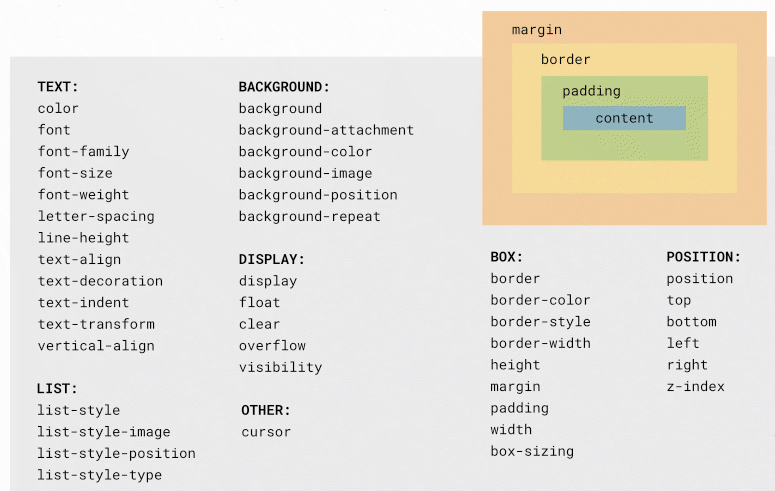 margin
border
padding
content
TEXT:
color
font
font-family
font-size
font-weight
letter-spacing
line-height
text-align
text-decoration
text-indent
text-transform
vertical-align
LIST:
list-style
list-style-image
list-style-position
list-style-type
BACKGROUND:
background
background-attachment
background-color
background-image
background-position
background-repeat
DISPLAY:
display
float
clear
overflow
visibility
OTHER:
cursor
BOX:
border
border-color
border-style
border-width
height
margin
padding
width
box-sizing
POSITION:
position
top
bottom
left
right
z-index